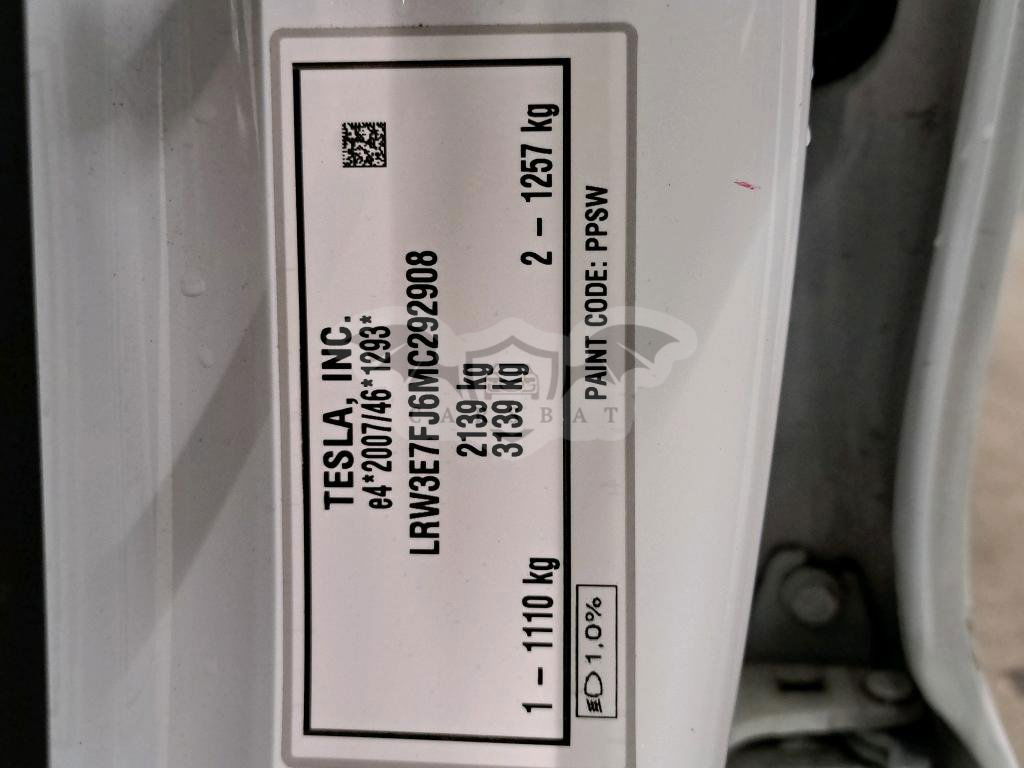 TESLA, INC.
e4*2007/46*1293*
LRW3E7FJ6MC292908
2139 kg
3139 kg
1 – 1110 kg 2 – 1257 kg
1,0% PAINT CODE: PPSW